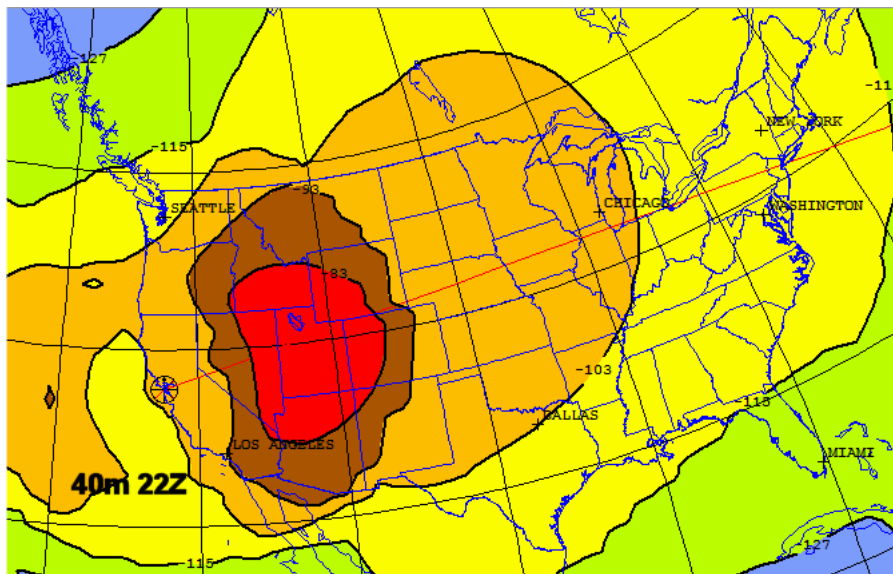 -127
-11
NEW YORK
-115
-93
SEATTLE
CHICAGO
WASHINGTON
-83
-103
-115
DALLAS
LOS ANGELES
MIAMI
40m 22Z
-127
-115